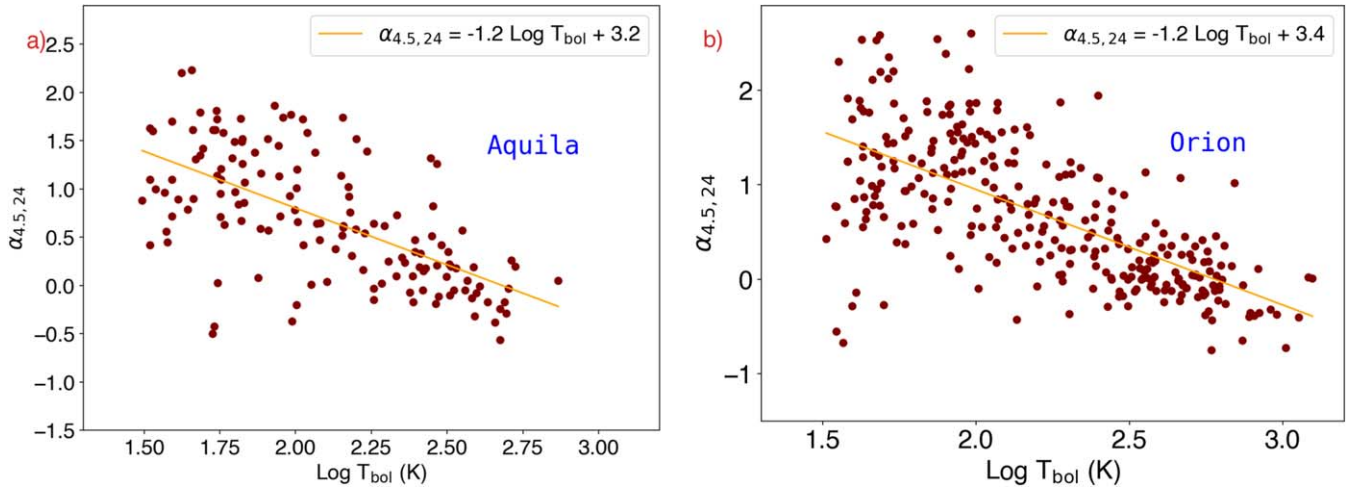 a)
α4.5, 24 = -1.2 Log Tbol + 3.2
Aquila
2.5
2.0
1.5
1.0
0.5
0.0
−0.5
−1.0
−1.5
α4.5, 24
1.50 1.75 2.00 2.25 2.50 2.75 3.00
Log Tbol (K)
b)
α4.5, 24 = -1.2 Log Tbol + 3.4
Orion
2
1
0
−1
α4.5, 24
1.5 2.0 2.5 3.0
Log Tbol (K)